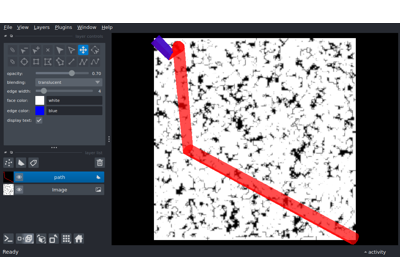 File View Layers Plugins Window Help
opacity: 0.70
blending: translucent
edge width:
face color: white
edge color: blue
display text:
path
image
activity